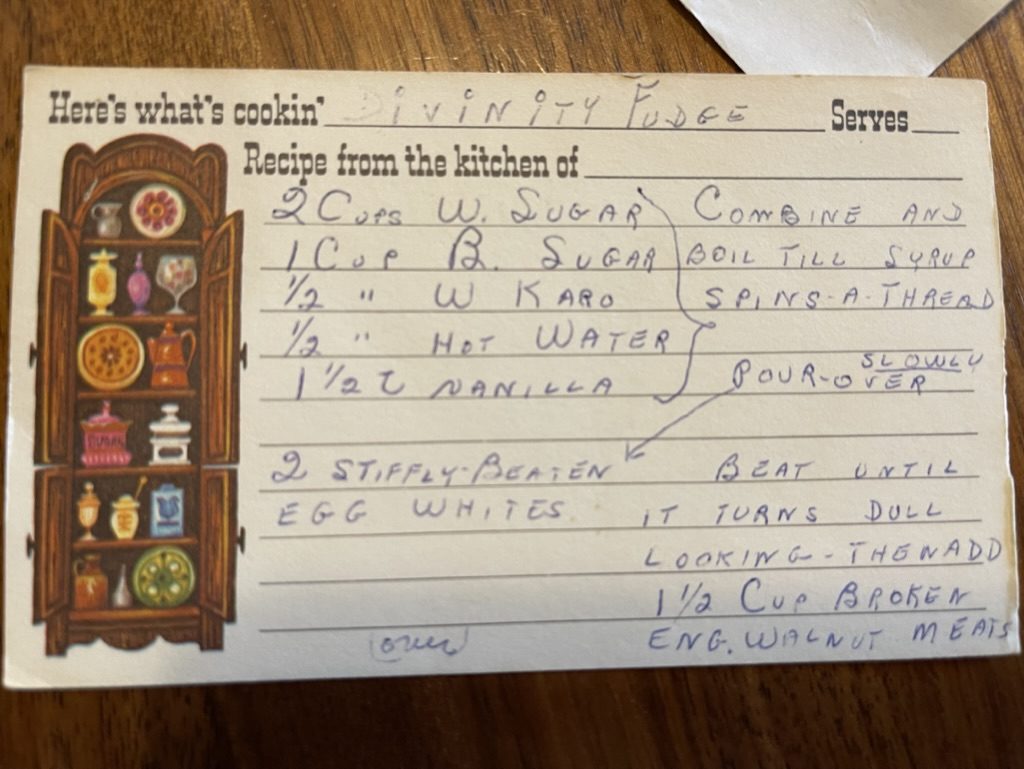 Here's what's cookin' DIVINITY FUDGE Serves
Recipe from the kitchen of
2 CUPS W. SUGAR
1 CUP B. SUGAR
1/2 " W KARO
1/2 " HOT WATER
1 1/2 t VANILLA
COMBINE AND
BOIL TILL SYRUP
SPINS-A-THREAD
POUR-OVER SLOWLY
2 STIFFLY-BEATEN
EGG WHITES
BEAT UNTIL
IT TURNS DULL
LOOKING-THEN ADD
1 1/2 CUP BROKEN
ENG. WALNUT MEATS
(over)
SUGAR